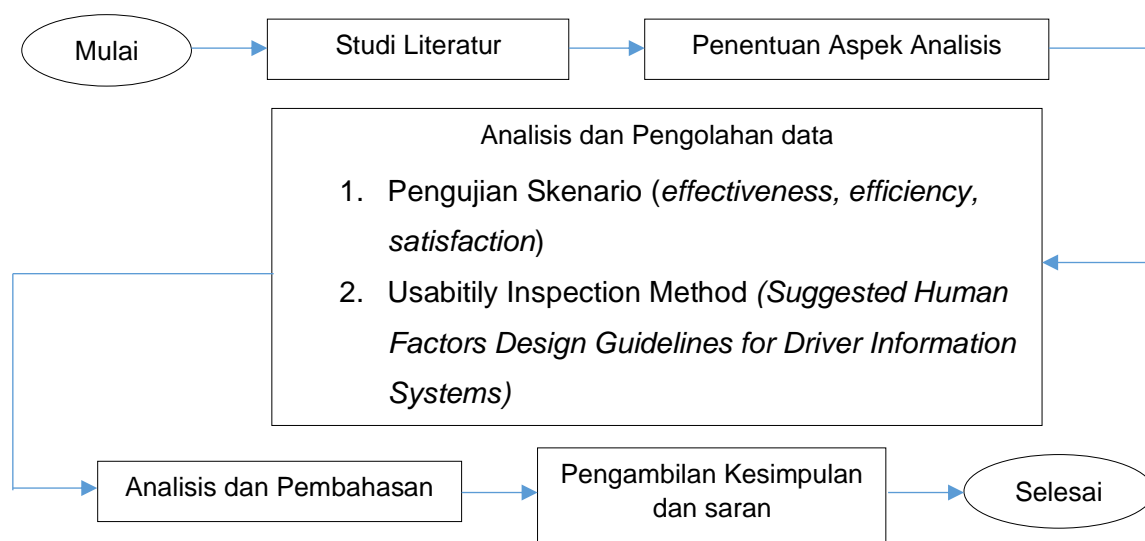 Mulai
Studi Literatur
Penentuan Aspek Analisis
Analisis dan Pengolahan data
1. Pengujian Skenario (effectiveness, efficiency,
satisfaction)
2. Usabitily Inspection Method (Suggested Human
Factors Design Guidelines for Driver Information
Systems)
Analisis dan Pembahasan
Pengambilan Kesimpulan
dan saran
Selesai